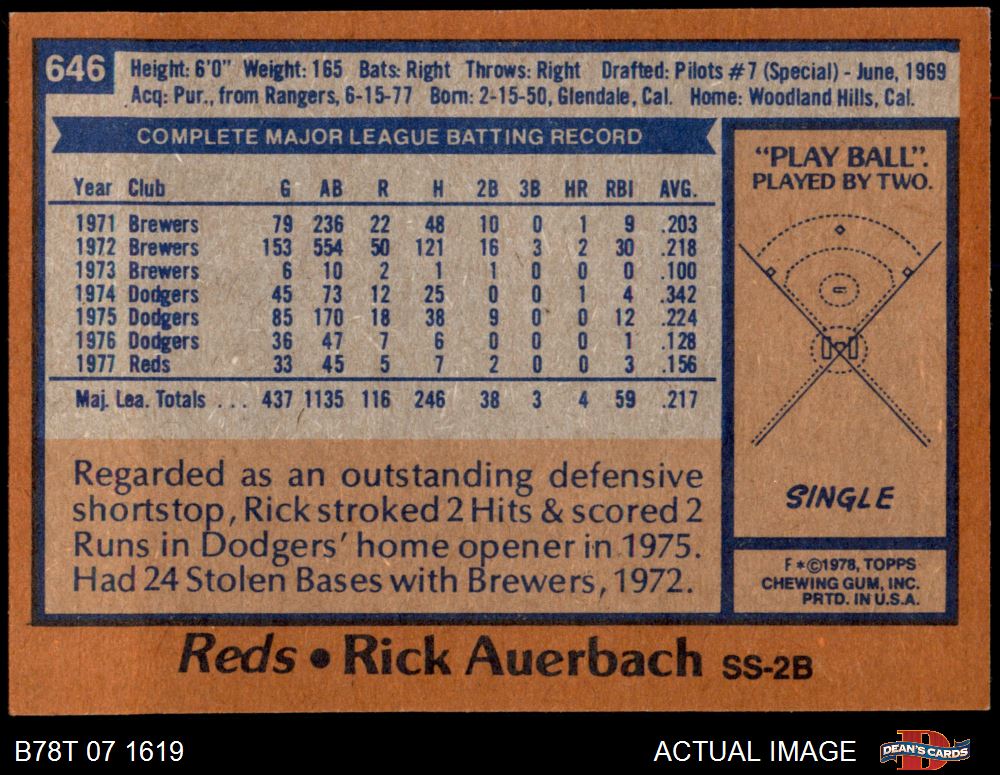 646
Height: 6'0" Weight: 165 Bats: Right Throws: Right Drafted: Pilots #7 (Special) - June, 1969
Acq: Pur., from Rangers, 6-15-77 Born: 2-15-50, Glendale, Cal. Home: Woodland Hills, Cal.
COMPLETE MAJOR LEAGUE BATTING RECORD
Year Club G AB R H 2B 3B HR RBI AVG.
1971 Brewers 79 236 22 48 10 0 1 9 .203
1972 Brewers 153 554 50 121 16 3 2 30 .218
1973 Brewers 6 10 2 1 1 0 0 0 .100
1974 Dodgers 45 73 12 25 0 0 1 4 .342
1975 Dodgers 85 170 18 38 9 0 0 12 .224
1976 Dodgers 36 47 7 6 0 0 0 1 .128
1977 Reds 33 45 5 7 2 0 0 3 .156
Maj. Lea. Totals ... 437 1135 116 246 38 3 4 59 .217
Regarded as an outstanding defensive
shortstop, Rick stroked 2 Hits & scored 2
Runs in Dodgers' home opener in 1975.
Had 24 Stolen Bases with Brewers, 1972.
"PLAY BALL".
PLAYED BY TWO.
SINGLE
F*©1978, TOPPS
CHEWING GUM, INC.
PRTD. IN U.S.A.
Reds • Rick Auerbach SS-2B
B78T 07 1619
ACTUAL IMAGE
DEAN'S CARDS